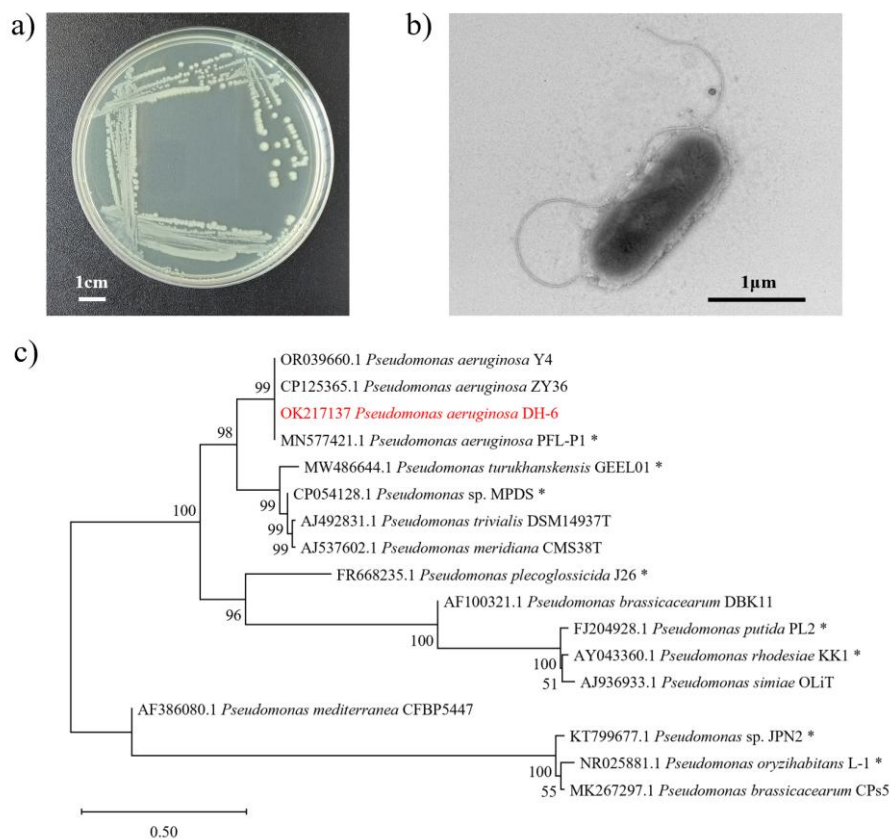 a)
b)
1cm
1μm
c)
OR039660.1 Pseudomonas aeruginosa Y4
CP125365.1 Pseudomonas aeruginosa ZY36
99
OK217137 Pseudomonas aeruginosa DH-6
98
MN577421.1 Pseudomonas aeruginosa PFL-P1 *
MW486644.1 Pseudomonas turukhanskensis GEEL01 *
CP054128.1 Pseudomonas sp. MPDS *
99
100
AJ492831.1 Pseudomonas trivialis DSM14937T
99
99
AJ537602.1 Pseudomonas meridiana CMS38T
FR668235.1 Pseudomonas plecoglossicida J26 *
AF100321.1 Pseudomonas brassicacearum DBK11
96
FJ204928.1 Pseudomonas putida PL2 *
100
AY043360.1 Pseudomonas rhodesiae KK1 *
100
51
AJ936933.1 Pseudomonas simiae OLiT
AF386080.1 Pseudomonas mediterranea CFBP5447
KT799677.1 Pseudomonas sp. JPN2 *
NR025881.1 Pseudomonas oryzihabitans L-1 *
100
55
MK267297.1 Pseudomonas brassicacearum CPs5
0.50